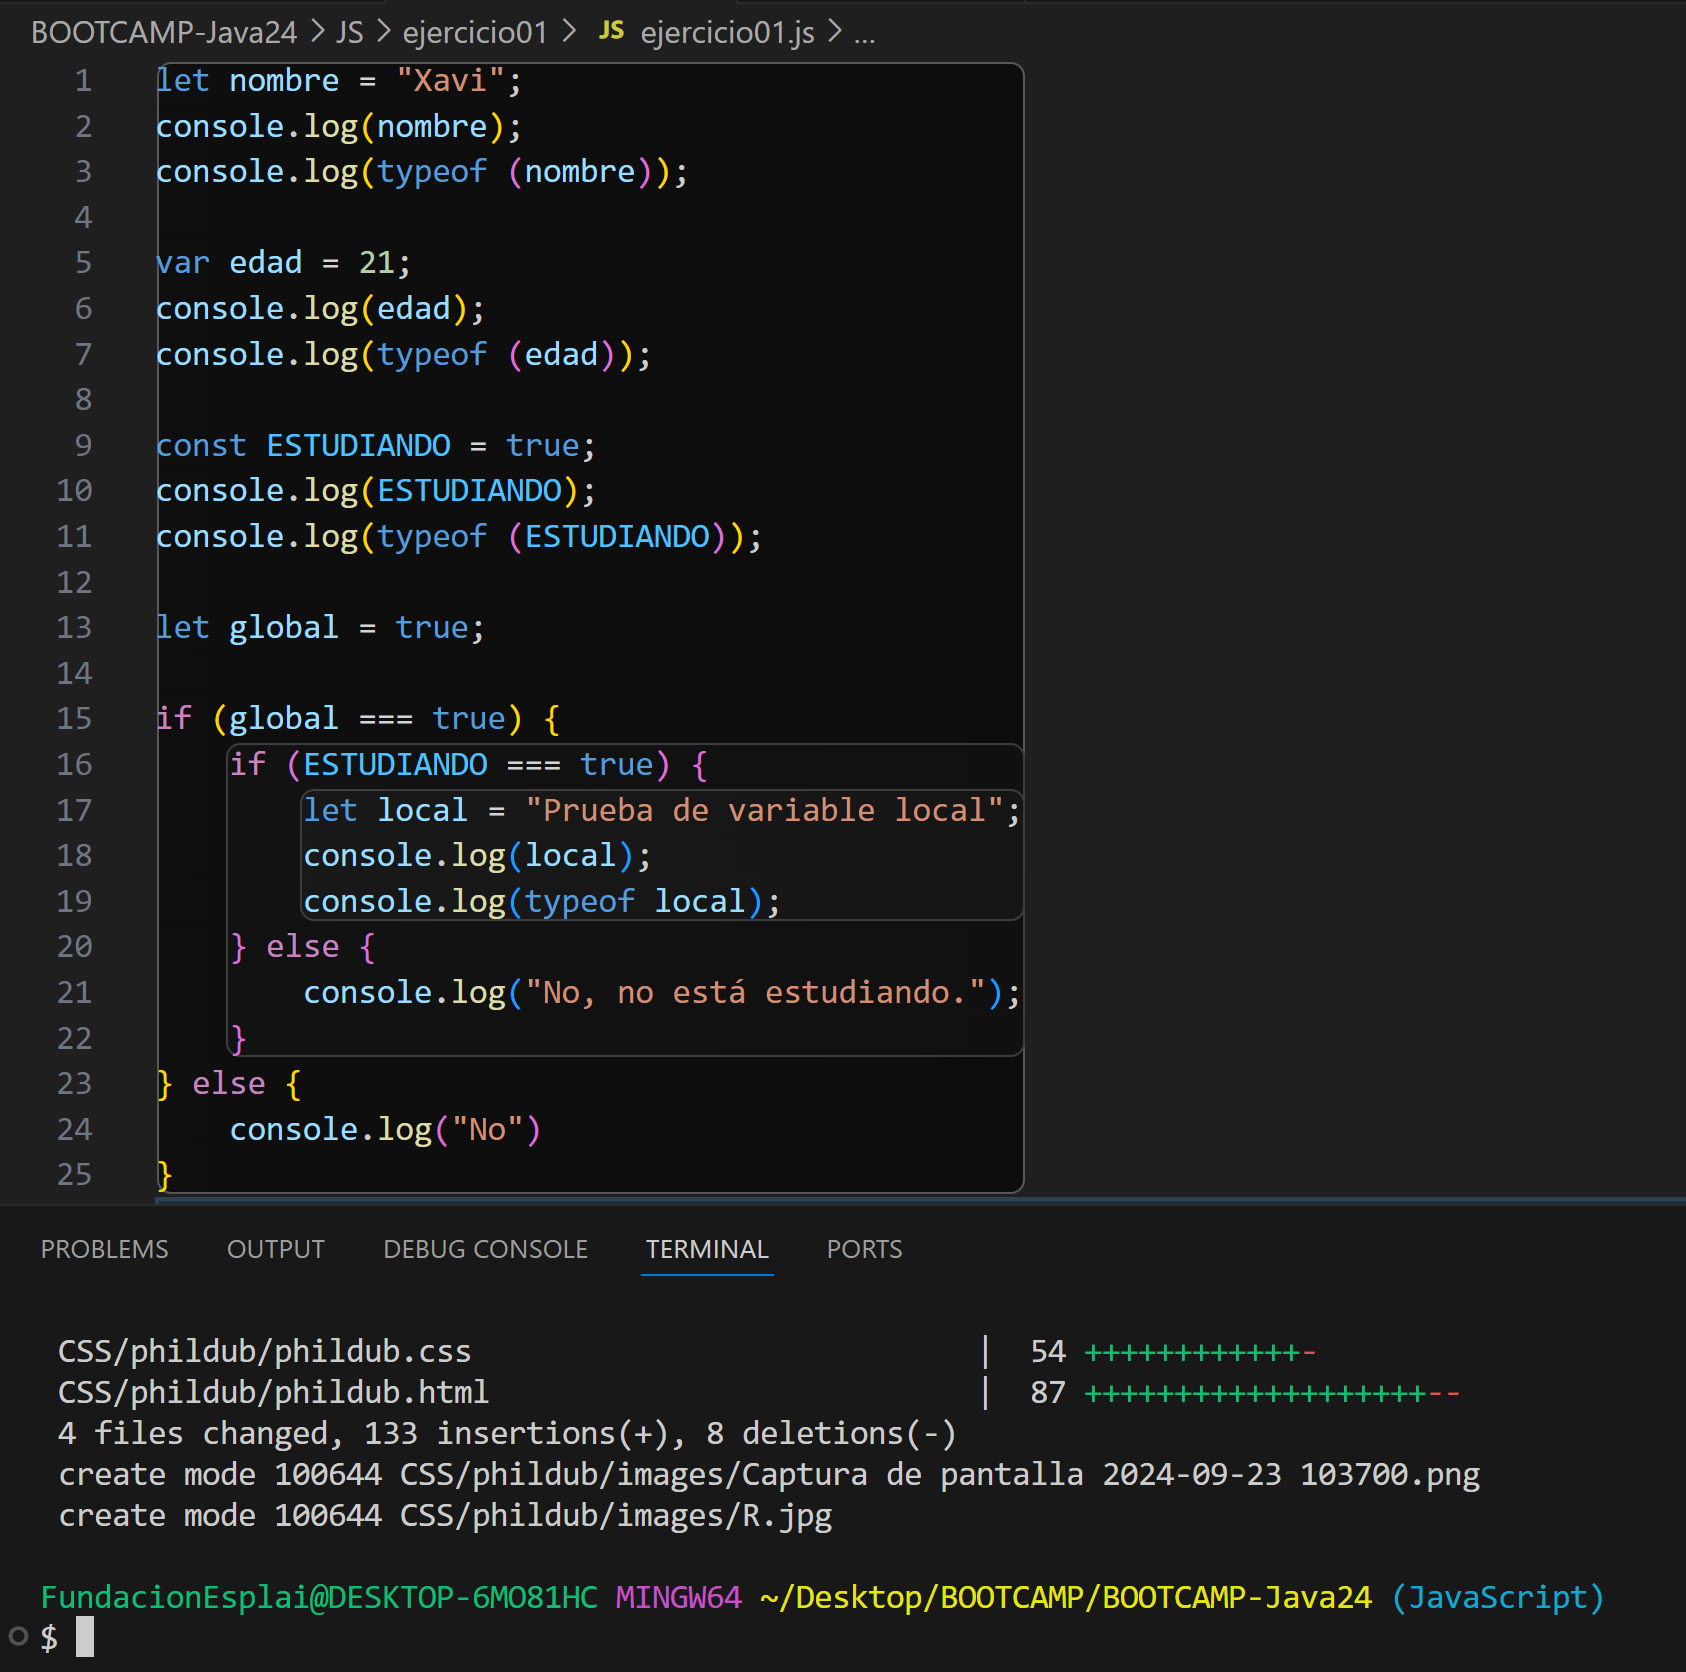 BOOTCAMP-Java24 > JS > ejercicio01 > JS ejercicio01.js > ...
1 let nombre = "Xavi";
2 console.log(nombre);
3 console.log(typeof (nombre));
4
5 var edad = 21;
6 console.log(edad);
7 console.log(typeof (edad));
8
9 const ESTUDIANDO = true;
10 console.log(ESTUDIANDO);
11 console.log(typeof (ESTUDIANDO));
12
13 let global = true;
14
15 if (global === true) {
16     if (ESTUDIANDO === true) {
17         let local = "Prueba de variable local";
18         console.log(local);
19         console.log(typeof local);
20     } else {
21         console.log("No, no está estudiando.");
22     }
23 } else {
24     console.log("No")
25 }
PROBLEMS OUTPUT DEBUG CONSOLE TERMINAL PORTS
CSS/phildub/phildub.css | 54 ++++++++++++-
CSS/phildub/phildub.html | 87 +++++++++++++++++++--
4 files changed, 133 insertions(+), 8 deletions(-)
create mode 100644 CSS/phildub/images/Captura de pantalla 2024-09-23 103700.png
create mode 100644 CSS/phildub/images/R.jpg
FundacionEsplai@DESKTOP-6MO81HC MINGW64 ~/Desktop/BOOTCAMP/BOOTCAMP-Java24 (JavaScript)
$